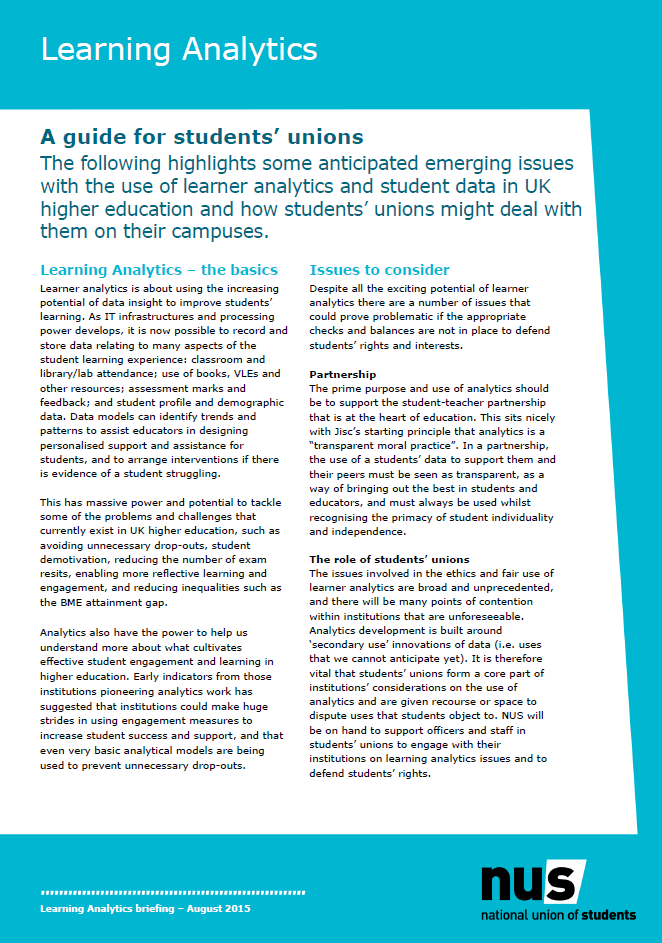 Learning Analytics
A guide for students’ unions
The following highlights some anticipated emerging issues
with the use of learner analytics and student data in UK
higher education and how students’ unions might deal with
them on their campuses.
Learning Analytics – the basics
Learner analytics is about using the increasing
potential of data insight to improve students’
learning. As IT infrastructures and processing
power develops, it is now possible to record and
store data relating to many aspects of the
student learning experience: classroom and
library/lab attendance; use of books, VLEs and
other resources; assessment marks and
feedback; and student profile and demographic
data. Data models can identify trends and
patterns to assist educators in designing
personalised support and assistance for
students, and to arrange interventions if there
is evidence of a student struggling.
This has massive power and potential to tackle
some of the problems and challenges that
currently exist in UK higher education, such as
avoiding unnecessary drop-outs, student
demotivation, reducing the number of exam
resits, enabling more reflective learning and
engagement, and reducing inequalities such as
the BME attainment gap.
Analytics also have the power to help us
understand more about what cultivates
effective student engagement and learning in
higher education. Early indicators from those
institutions pioneering analytics work has
suggested that institutions could make huge
strides in using engagement measures to
increase student success and support, and that
even very basic analytical models are being
used to prevent unnecessary drop-outs.
Issues to consider
Despite all the exciting potential of learner
analytics there are a number of issues that
could prove problematic if the appropriate
checks and balances are not in place to defend
students’ rights and interests.
Partnership
The prime purpose and use of analytics should
be to support the student-teacher partnership
that is at the heart of education. This sits nicely
with Jisc’s starting principle that analytics is a
“transparent moral practice”. In a partnership,
the use of a students’ data to support them and
their peers must be seen as transparent, as a
way of bringing out the best in students and
educators, and must always be used whilst
recognising the primacy of student individuality
and independence.
The role of students’ unions
The issues involved in the ethics and fair use of
learner analytics are broad and unprecedented,
and there will be many points of contention
within institutions that are unforeseeable.
Analytics development is built around
‘secondary use’ innovations of data (i.e. uses
that we cannot anticipate yet). It is therefore
vital that students’ unions form a core part of
institutions’ considerations on the use of
analytics and are given recourse or space to
dispute uses that students object to. NUS will
be on hand to support officers and staff in
students’ unions to engage with their
institutions on learning analytics issues and to
defend students’ rights.
Learning Analytics briefing – August 2015
nus
national union of students